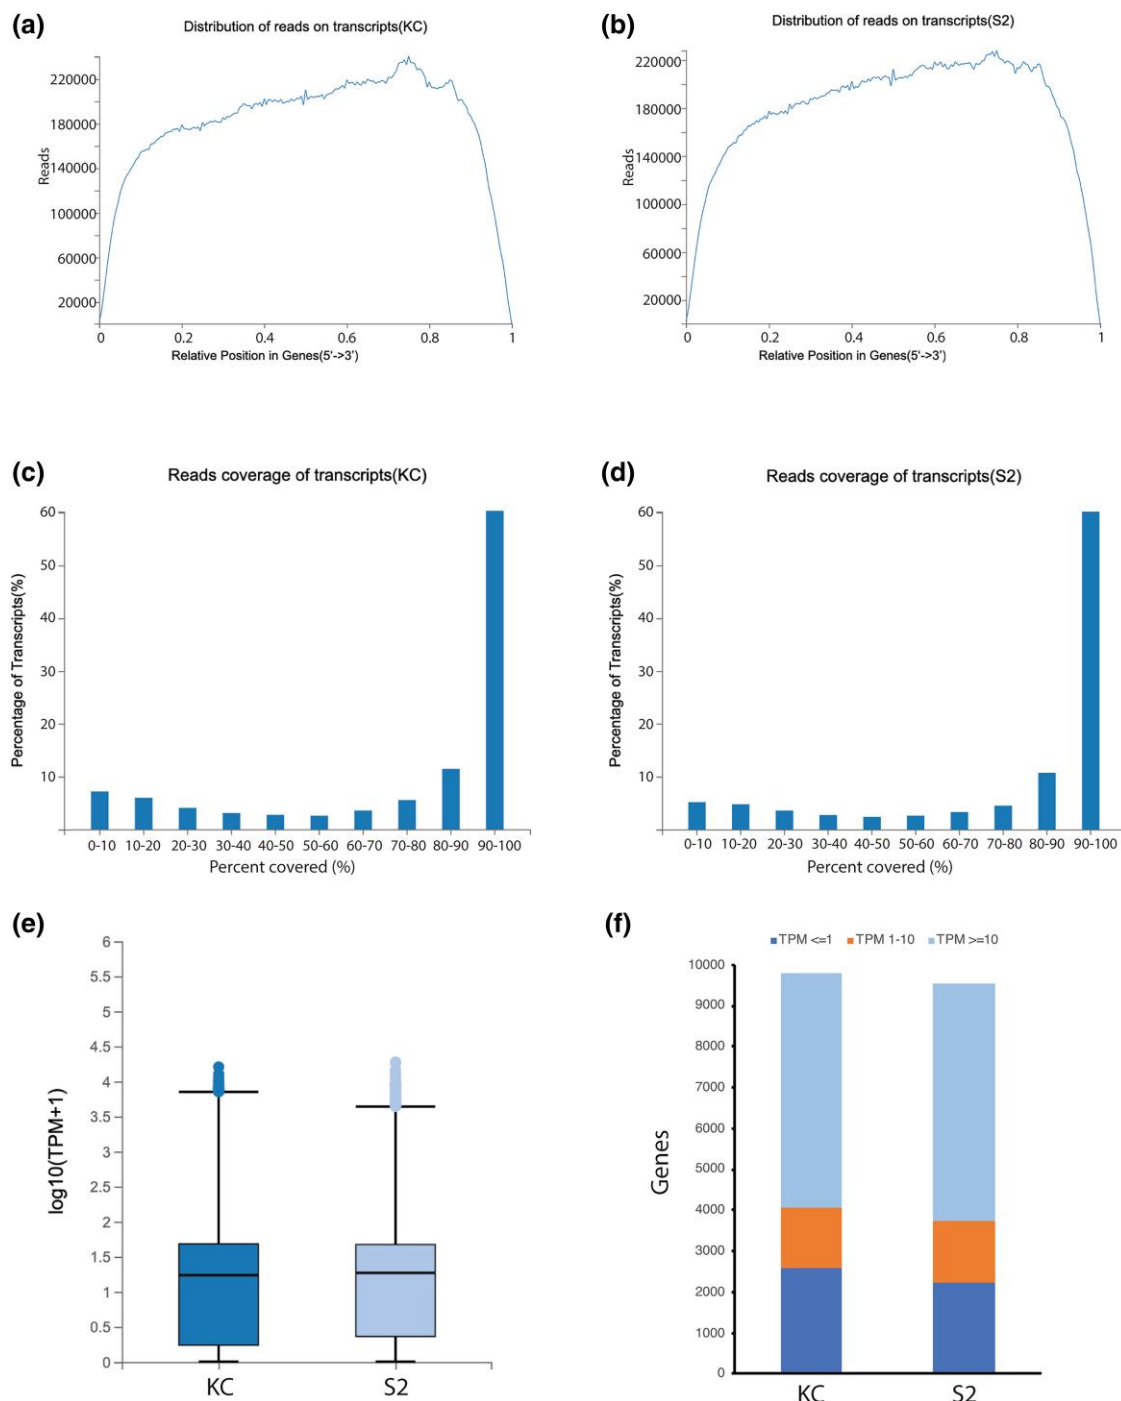 (a)
Distribution of reads on transcripts(KC)
220000
180000
140000
100000
60000
20000
Reads
0 0.2 0.4 0.6 0.8 1
Relative Position in Genes(5'->3')
(b)
Distribution of reads on transcripts(S2)
220000
180000
140000
100000
60000
20000
Reads
0 0.2 0.4 0.6 0.8 1
Relative Position in Genes(5'->3')
(c)
Reads coverage of transcripts(KC)
60
50
40
30
20
10
Percentage of Transcripts(%)
0-10 10-20 20-30 30-40 40-50 50-60 60-70 70-80 80-90 90-100
Percent covered (%)
(d)
Reads coverage of transcripts(S2)
60
50
40
30
20
10
Percentage of Transcripts(%)
0-10 10-20 20-30 30-40 40-50 50-60 60-70 70-80 80-90 90-100
Percent covered (%)
(e)
6
5.5
5
4.5
4
3.5
3
2.5
2
1.5
1
0.5
0
log10(TPM+1)
KC S2
(f)
TPM <=1 TPM 1-10 TPM >=10
10000
9000
8000
7000
6000
5000
4000
3000
2000
1000
0
Genes
KC S2